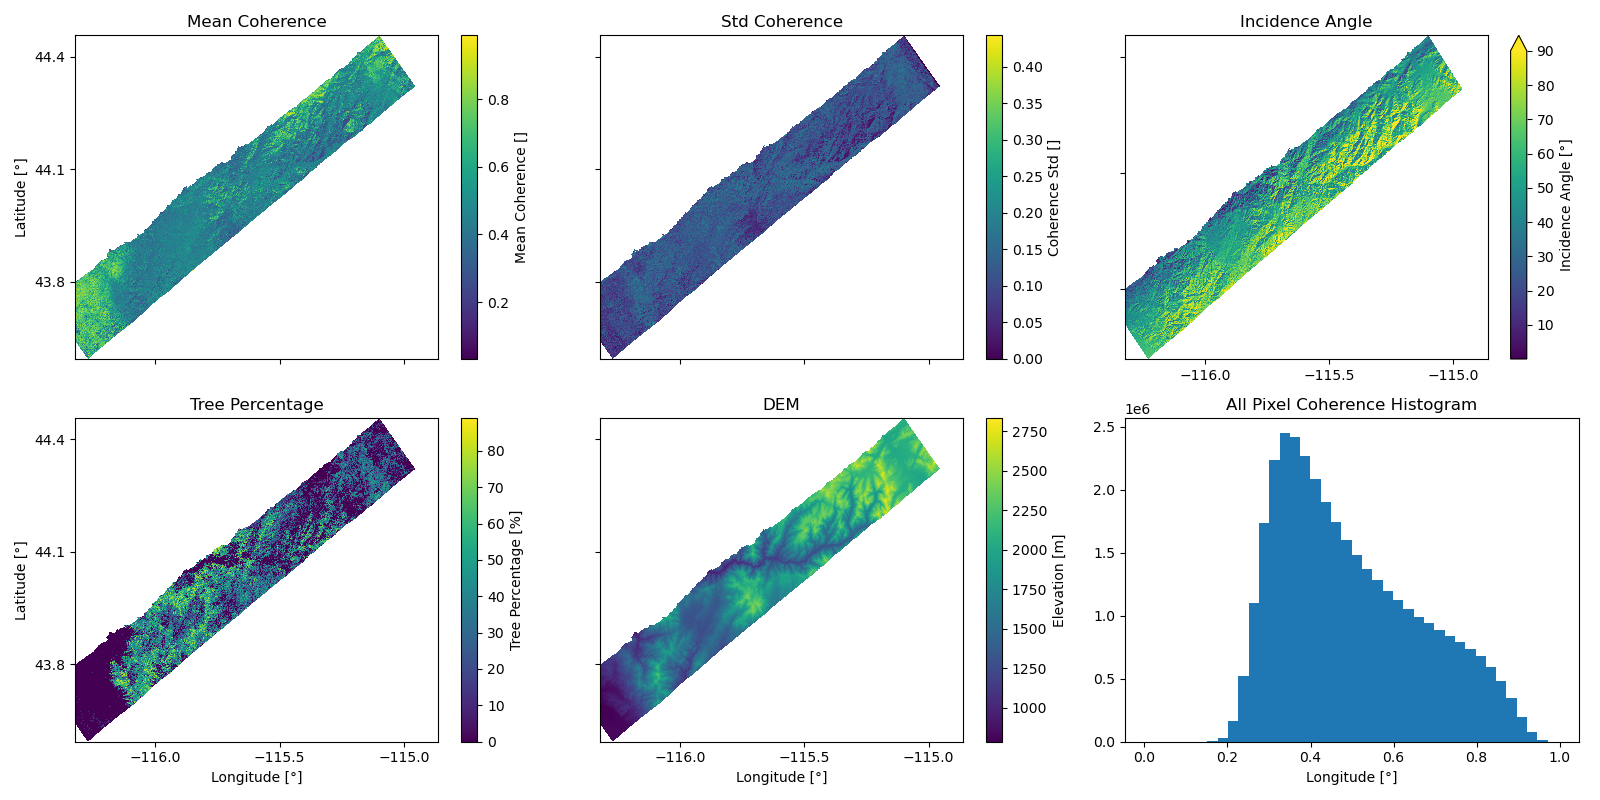 Mean Coherence
44.4
44.1
43.8
Latitude [°]
0.8
0.6
0.4
0.2
Mean Coherence []
Std Coherence
0.40
0.35
0.30
0.25
0.20
0.15
0.10
0.05
0.00
Coherence Std []
Incidence Angle
−116.0 −115.5 −115.0
90
80
70
60
50
40
30
20
10
Incidence Angle [°]
Tree Percentage
44.4
44.1
43.8
Latitude [°]
−116.0 −115.5 −115.0
Longitude [°]
80
70
60
50
40
30
20
10
0
Tree Percentage [%]
DEM
−116.0 −115.5 −115.0
Longitude [°]
2750
2500
2250
2000
1750
1500
1250
1000
Elevation [m]
All Pixel Coherence Histogram
1e6
2.5
2.0
1.5
1.0
0.5
0.0
0.0 0.2 0.4 0.6 0.8 1.0
Longitude [°]